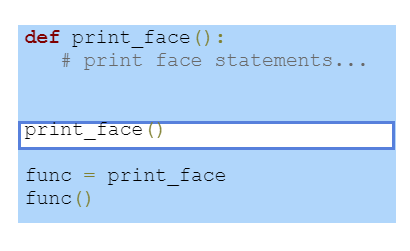 def print_face():
    # print face statements...
print_face()
func = print_face
func()